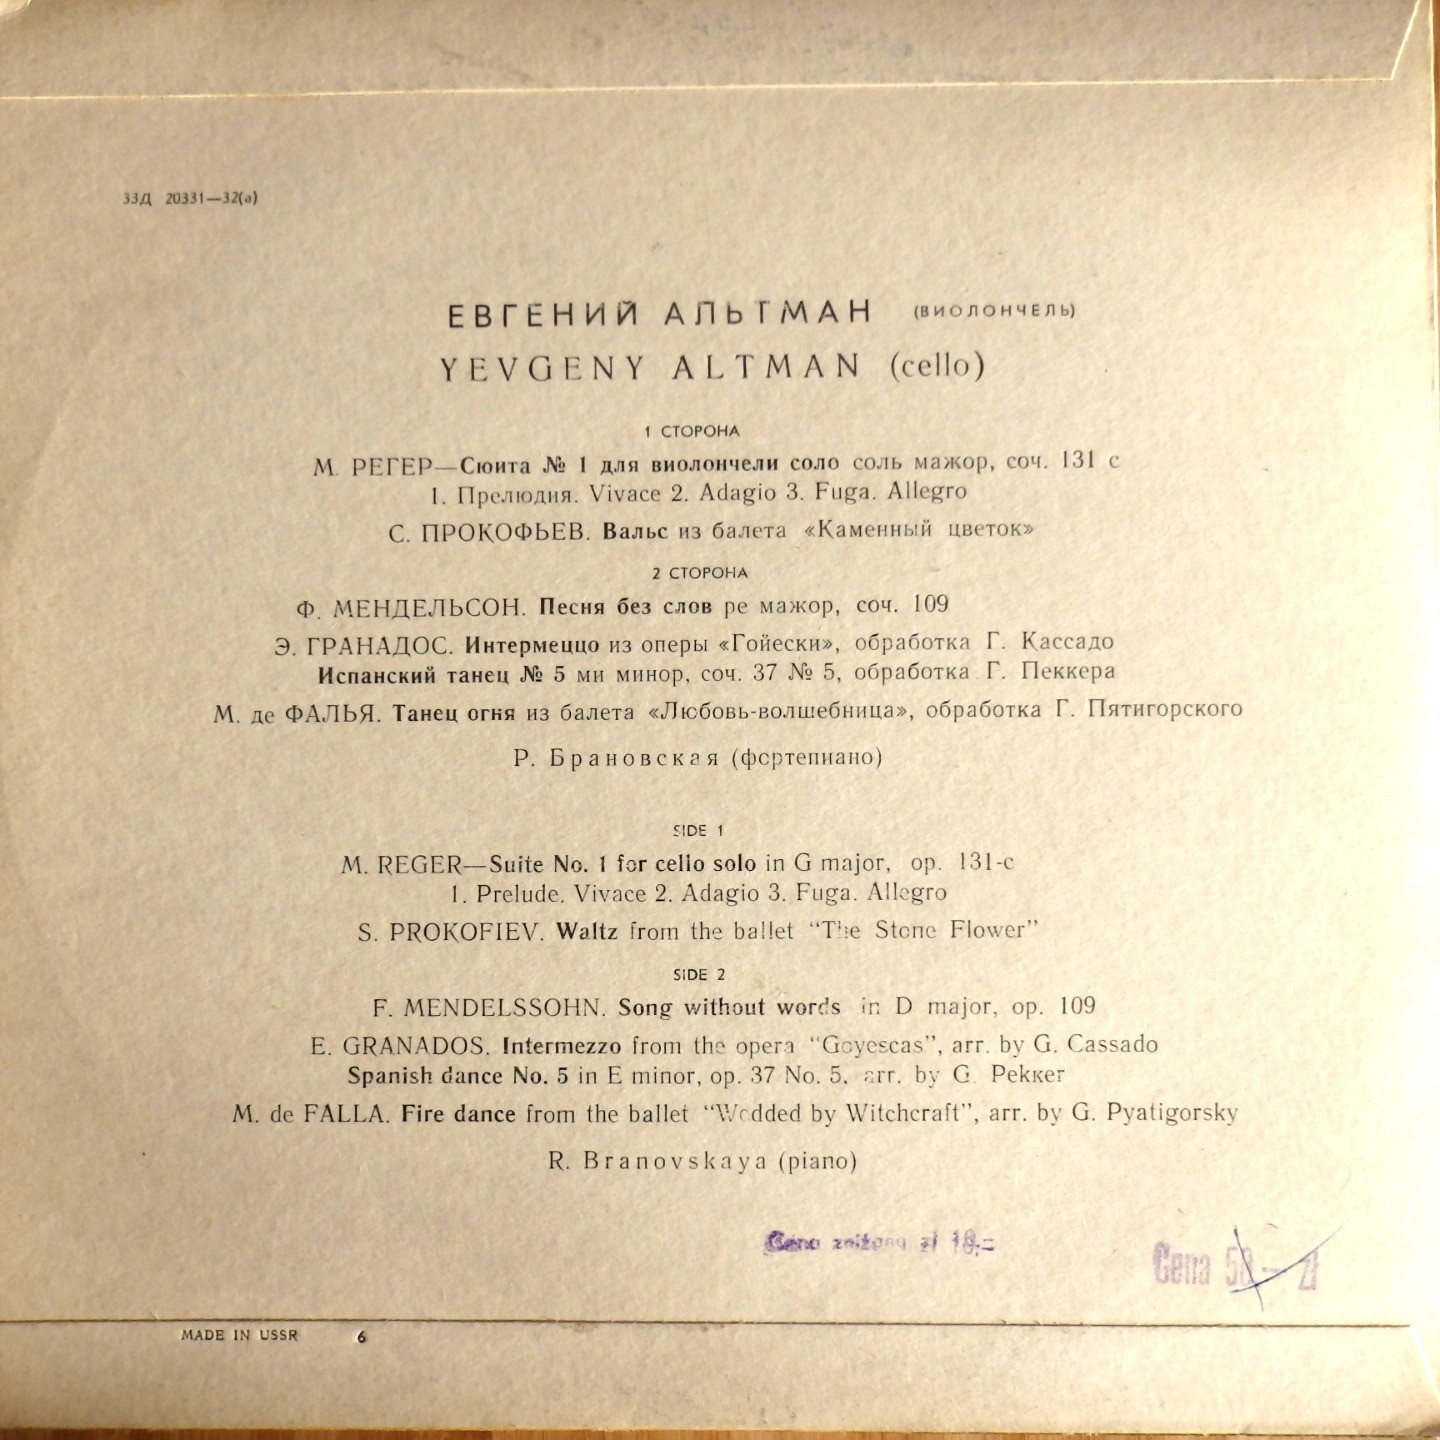 33Д 20331—32(а)
ЕВГЕНИЙ АЛЬТМАН (ВИОЛОНЧЕЛЬ)
YEVGENY ALTMAN (cello)
1 СТОРОНА
М. РЕГЕР—Сюита № 1 для виолончели соло соль мажор, соч. 131 с
1. Прелюдия. Vivace 2. Adagio 3. Fuga. Allegro
С. ПРОКОФЬЕВ. Вальс из балета «Каменный цветок»
2 СТОРОНА
Ф. МЕНДЕЛЬСОН. Песня без слов ре мажор, соч. 109
Э. ГРАНАДОС. Интермеццо из оперы «Гойески», обработка Г. Кассадо
Испанский танец № 5 ми минор, соч. 37 № 5, обработка Г. Пеккера
М. де ФАЛЬЯ. Танец огня из балета «Любовь-волшебница», обработка Г. Пятигорского
Р. Брановская (фортепиано)
SIDE 1
M. REGER—Suite No. 1 for cello solo in G major, op. 131-c
1. Prelude. Vivace 2. Adagio 3. Fuga. Allegro
S. PROKOFIEV. Waltz from the ballet “The Stone Flower”
SIDE 2
F. MENDELSSOHN. Song without words in D major, op. 109
E. GRANADOS. Intermezzo from the opera “Goyescas”, arr. by G. Cassado
Spanish dance No. 5 in E minor, op. 37 No. 5, arr. by G. Pekker
M. de FALLA. Fire dance from the ballet “Wedded by Witchcraft”, arr. by G. Pyatigorsky
R. Branovskaya (piano)
Cena zł
Cena zł
MADE IN USSR 6